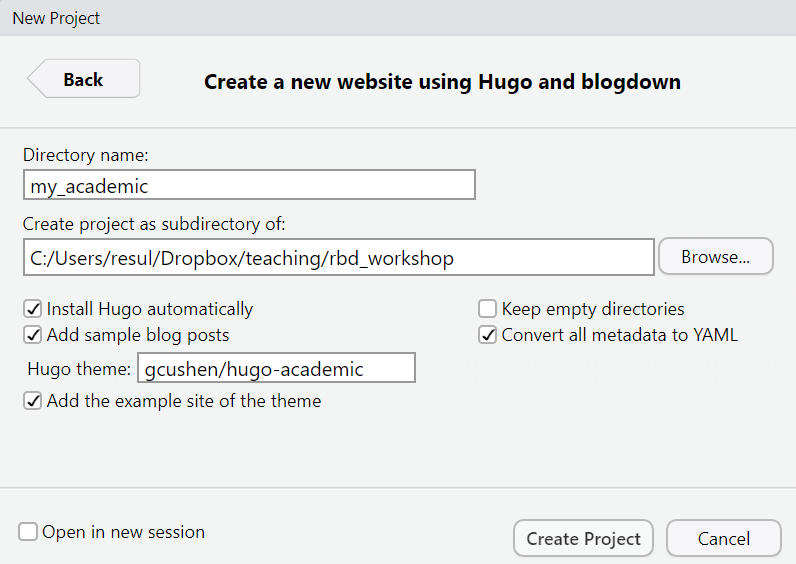 New Project
Back
Create a new website using Hugo and blogdown
Directory name:
my_academic
Create project as subdirectory of:
C:/Users/resul/Dropbox/teaching/rbd_workshop
Browse...
Install Hugo automatically
Keep empty directories
Add sample blog posts
Convert all metadata to YAML
Hugo theme: gcushen/hugo-academic
Add the example site of the theme
Open in new session
Create Project
Cancel